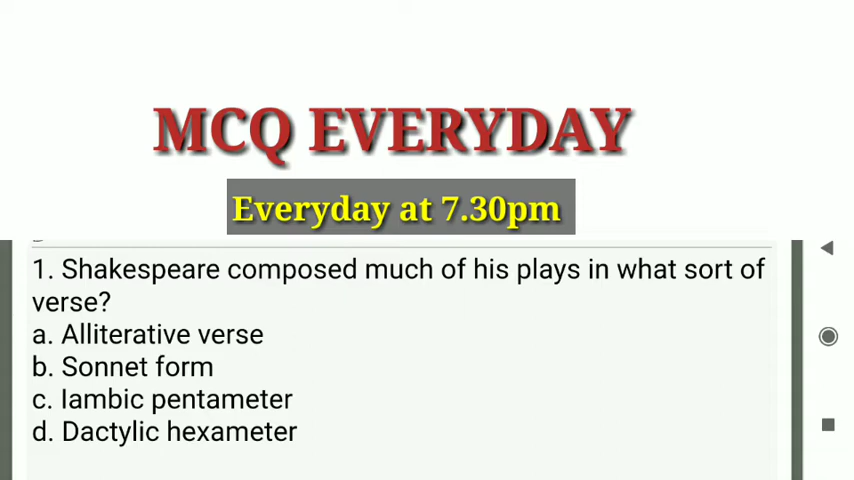 MCQ EVERYDAY
Everyday at 7.30pm
1. Shakespeare composed much of his plays in what sort of
verse?
a. Alliterative verse
b. Sonnet form
c. Iambic pentameter
d. Dactylic hexameter